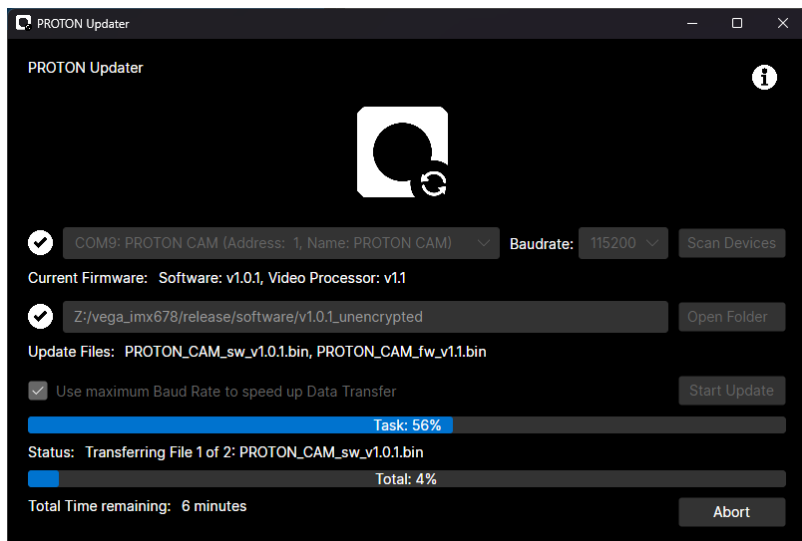 PROTON Updater
PROTON Updater
COM9: PROTON CAM (Address:  1, Name: PROTON CAM) Baudrate: 115200 Scan Devices
Current Firmware:  Software: v1.0.1, Video Processor: v1.1
Z:/vega_imx678/release/software/v1.0.1_unencrypted Open Folder
Update Files:  PROTON_CAM_sw_v1.0.1.bin, PROTON_CAM_fw_v1.1.bin
Use maximum Baud Rate to speed up Data Transfer Start Update
Task: 56%
Status:  Transferring File 1 of 2: PROTON_CAM_sw_v1.0.1.bin
Total: 4%
Total Time remaining:  6 minutes Abort